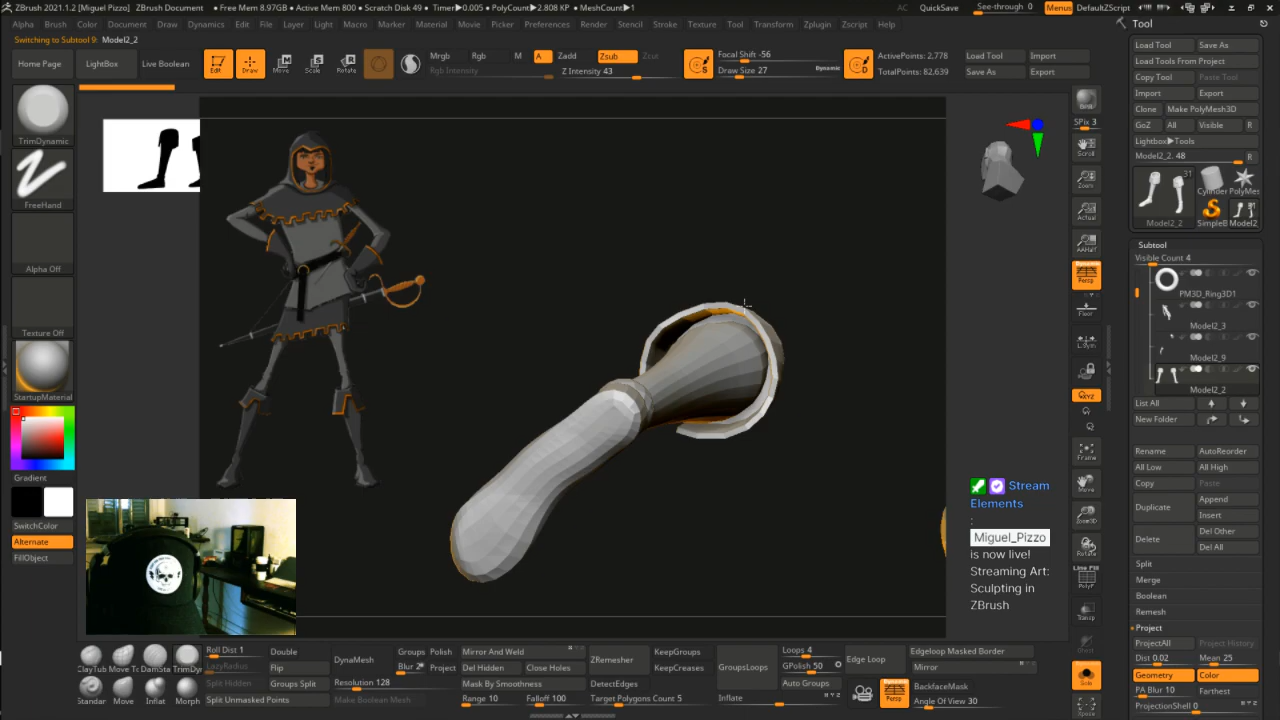 ZBrush 2021.1.2 [Miguel Pizzo] ZBrush Document ● Free Mem 8.97GB ● Active Mem 800 ● Scratch Disk 49 ● Timer▶0.005 ● PolyCount▶2.808 KP ● MeshCount▶1 AC QuickSave See-through 0 Menus DefaultZScript
Alpha Brush Color Document Draw Dynamics Edit File Layer Light Macro Marker Material Movie Picker Preferences Render Stencil Stroke Texture Tool Transform Zplugin Zscript Help
Switching to Subtool 9: Model2_2
Home Page LightBox Live Boolean Edit Draw Move Scale Rotate
Mrgb Rgb M A Zadd Zsub Zcut
Rgb Intensity Z Intensity 43
Focal Shift -56
Draw Size 27 Dynamic
ActivePoints: 2,778
TotalPoints: 82,639
Load Tool Import
Save As Export
TrimDynamic
FreeHand
Alpha Off
Texture Off
StartupMaterial
Gradient
SwitchColor
Alternate
FillObject
Stream
Elements
:
Miguel_Pizzo
is now live!
Streaming Art:
Sculpting in
ZBrush
SPix 3
Scroll
Zoom
Actual
AAHalf
Dynamic
Persp
Floor
L.Sym
Frame
Move
Zoom3D
Rotate
Line Fill
PolyF
Transp
Ghost
Solo
Xpose
Tool
Load Tool Save As
Load Tools From Project
Copy Tool Paste Tool
Import Export
Clone Make PolyMesh3D
GoZ All Visible R
Lightbox▶Tools
Model2_2. 48 R
31
Model2_2
Cylinder PolyMes
SimpleB Model2_
Subtool
Visible Count 4
PM3D_Ring3D1
Model2_3
Model2_9
Model2_2
List All
New Folder
Rename AutoReorder
All Low All High
Copy Paste
Duplicate Append
Insert
Delete Del Other
Del All
Split
Merge
Boolean
Remesh
Project
ProjectAll Project History
Dist 0.02 Mean 25
Geometry Color
PA Blur 10 Farthest
ProjectionShell 0
ClayTub Move To DamSta TrimDy
Standar Move Inflat Morph
Roll Dist 1 Double
LazyRadius Flip
Split Hidden Groups Split
Split Unmasked Points
DynaMesh Groups Polish
Blur 2 Project
Resolution 128
Make Boolean Mesh
Mirror And Weld
Del Hidden Close Holes
Mask By Smoothness
Range 10 Falloff 100
ZRemesher KeepGroups
KeepCreases
DetectEdges
Target Polygons Count 5
GroupsLoops Loops 4
GPolish 50
Auto Groups
Inflate
Edge Loop Edgeloop Masked Border
Mirror
Persp
BackfaceMask
Angle Of View 30